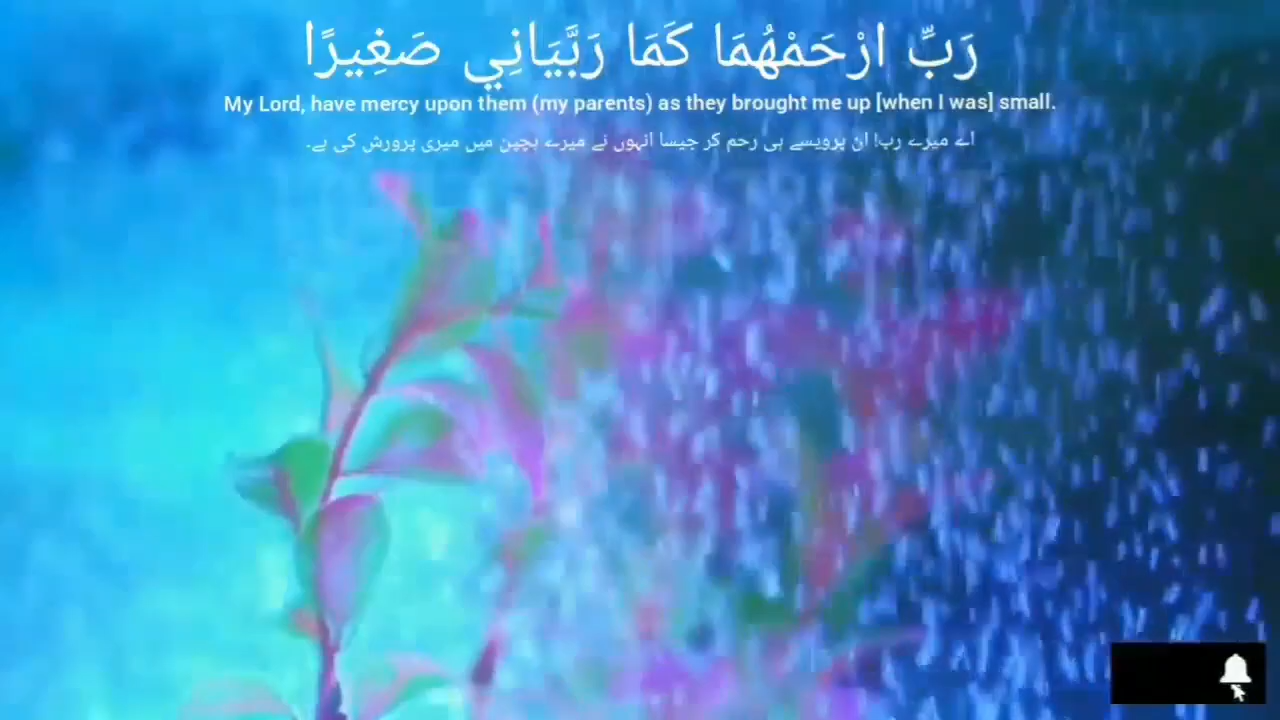 رَبِّ ارْحَمْهُمَا كَمَا رَبَّيَانِي صَغِيرًا
My Lord, have mercy upon them (my parents) as they brought me up [when I was] small.
اے میرے رب! ان پرویسے ہی رحم کر جیسا انہوں نے میرے بچپن میں میری پرورش کی ہے۔